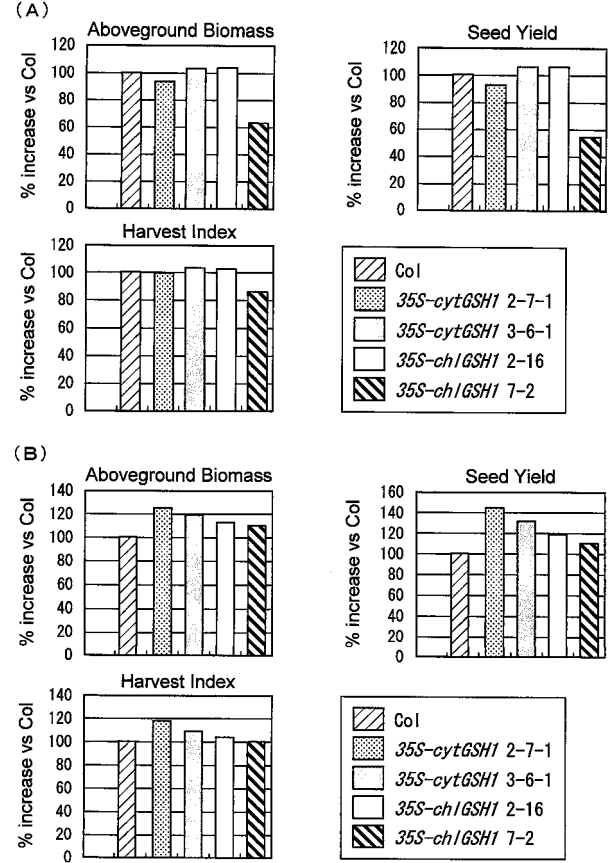 (A)
Aboveground Biomass
% increase vs Col
120
100
80
60
40
20
0
Seed Yield
% increase vs Col
120
100
80
60
40
20
0
Harvest Index
% increase vs Col
120
100
80
60
40
20
0
Col
35S-cytGSH1 2-7-1
35S-cytGSH1 3-6-1
35S-chlGSH1 2-16
35S-chlGSH1 7-2
(B)
Aboveground Biomass
% increase vs Col
140
120
100
80
60
40
20
0
Seed Yield
% increase vs Col
160
140
120
100
80
60
40
20
0
Harvest Index
% increase vs Col
140
120
100
80
60
40
20
0
Col
35S-cytGSH1 2-7-1
35S-cytGSH1 3-6-1
35S-chlGSH1 2-16
35S-chlGSH1 7-2